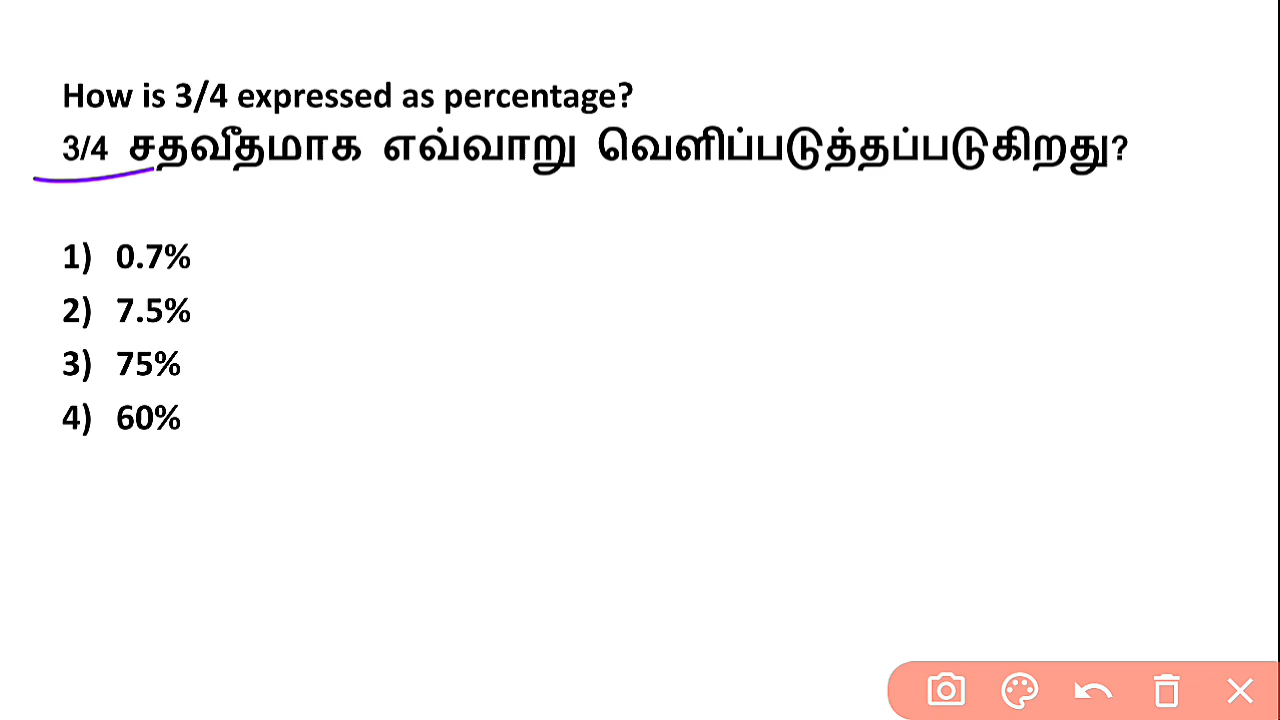 How is 3/4 expressed as percentage?
3/4 சதவீதமாக எவ்வாறு வெளிப்படுத்தப்படுகிறது?
1) 0.7%
2) 7.5%
3) 75%
4) 60%